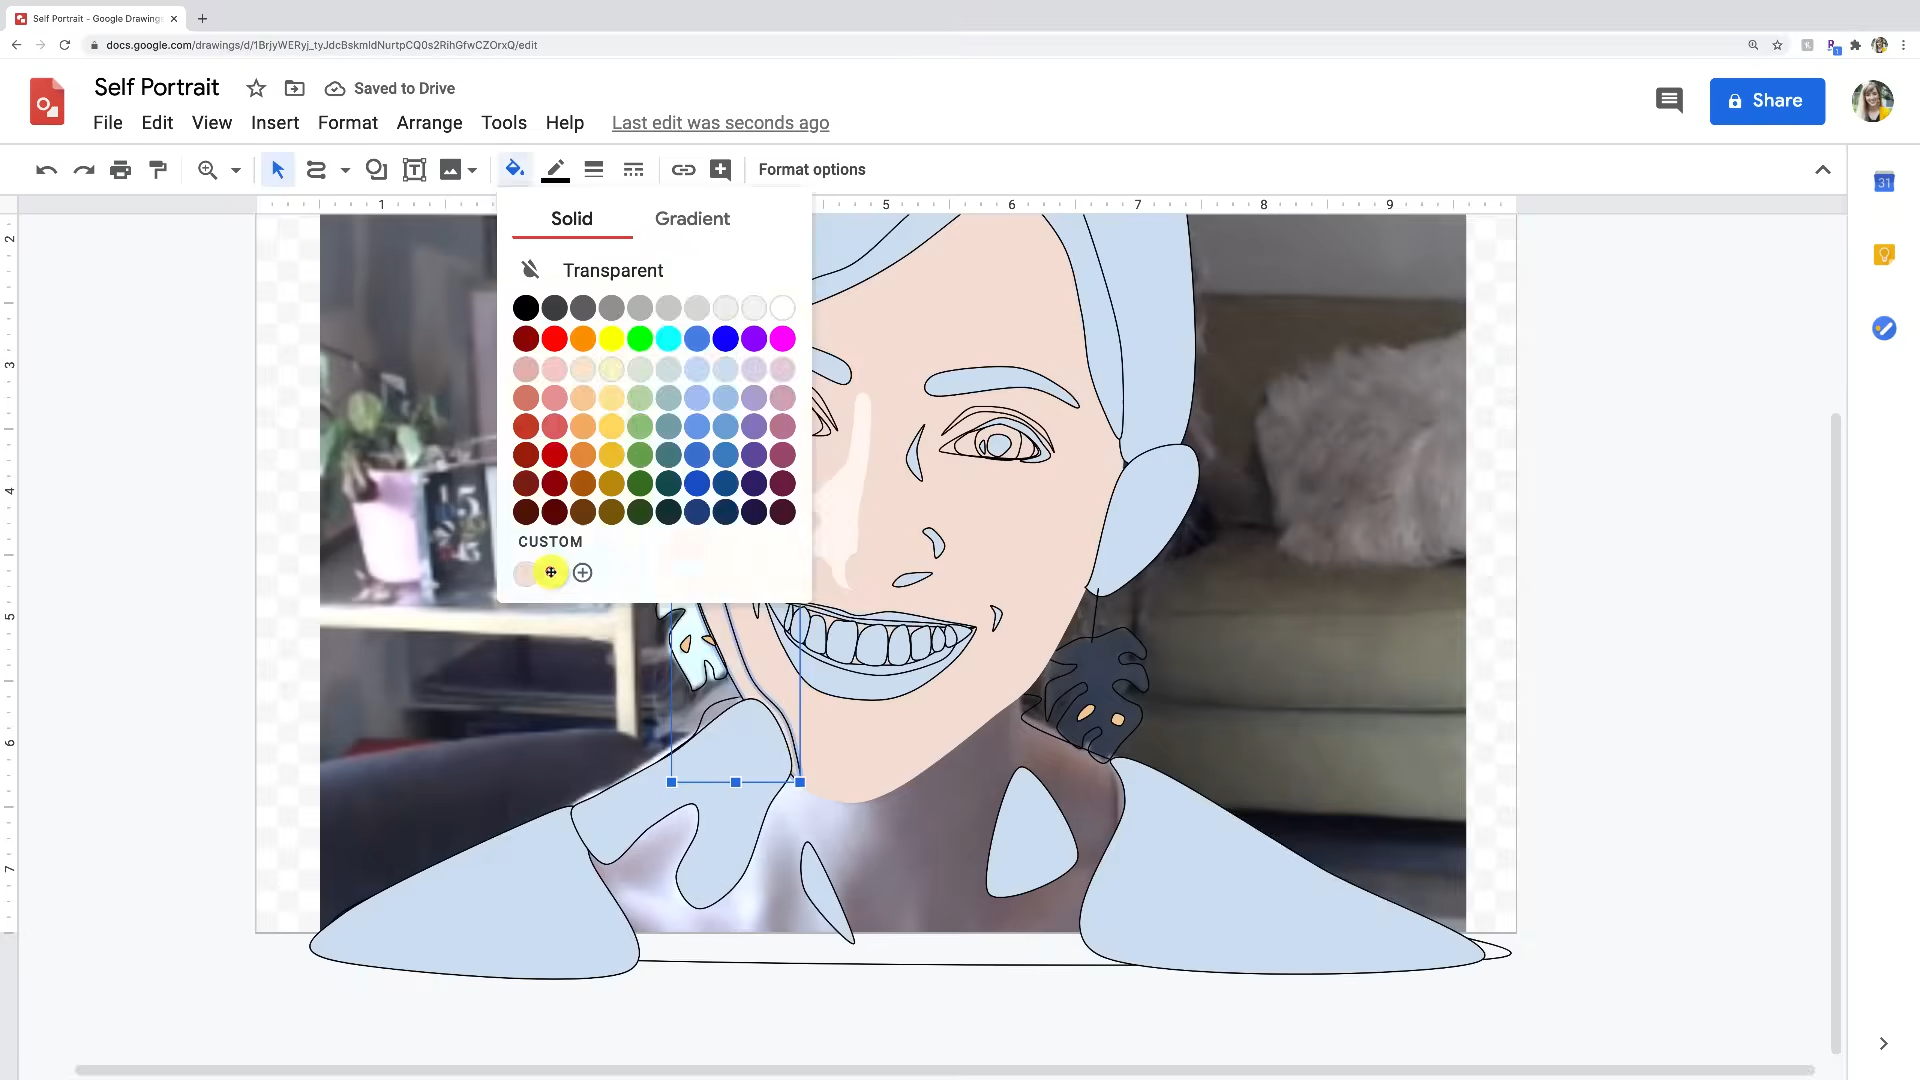 Self Portrait - Google Drawing
docs.google.com/drawings/d/1BrjyWERyj_tyJdcBskmIdNurtpCQ0s2RihGfwCZOrxQ/edit
Self Portrait
Saved to Drive
Share
File Edit View Insert Format Arrange Tools Help Last edit was seconds ago
Format options
31
1 5 6 7 8 9
2
3
4
5
6
7
Solid Gradient
Transparent
CUSTOM